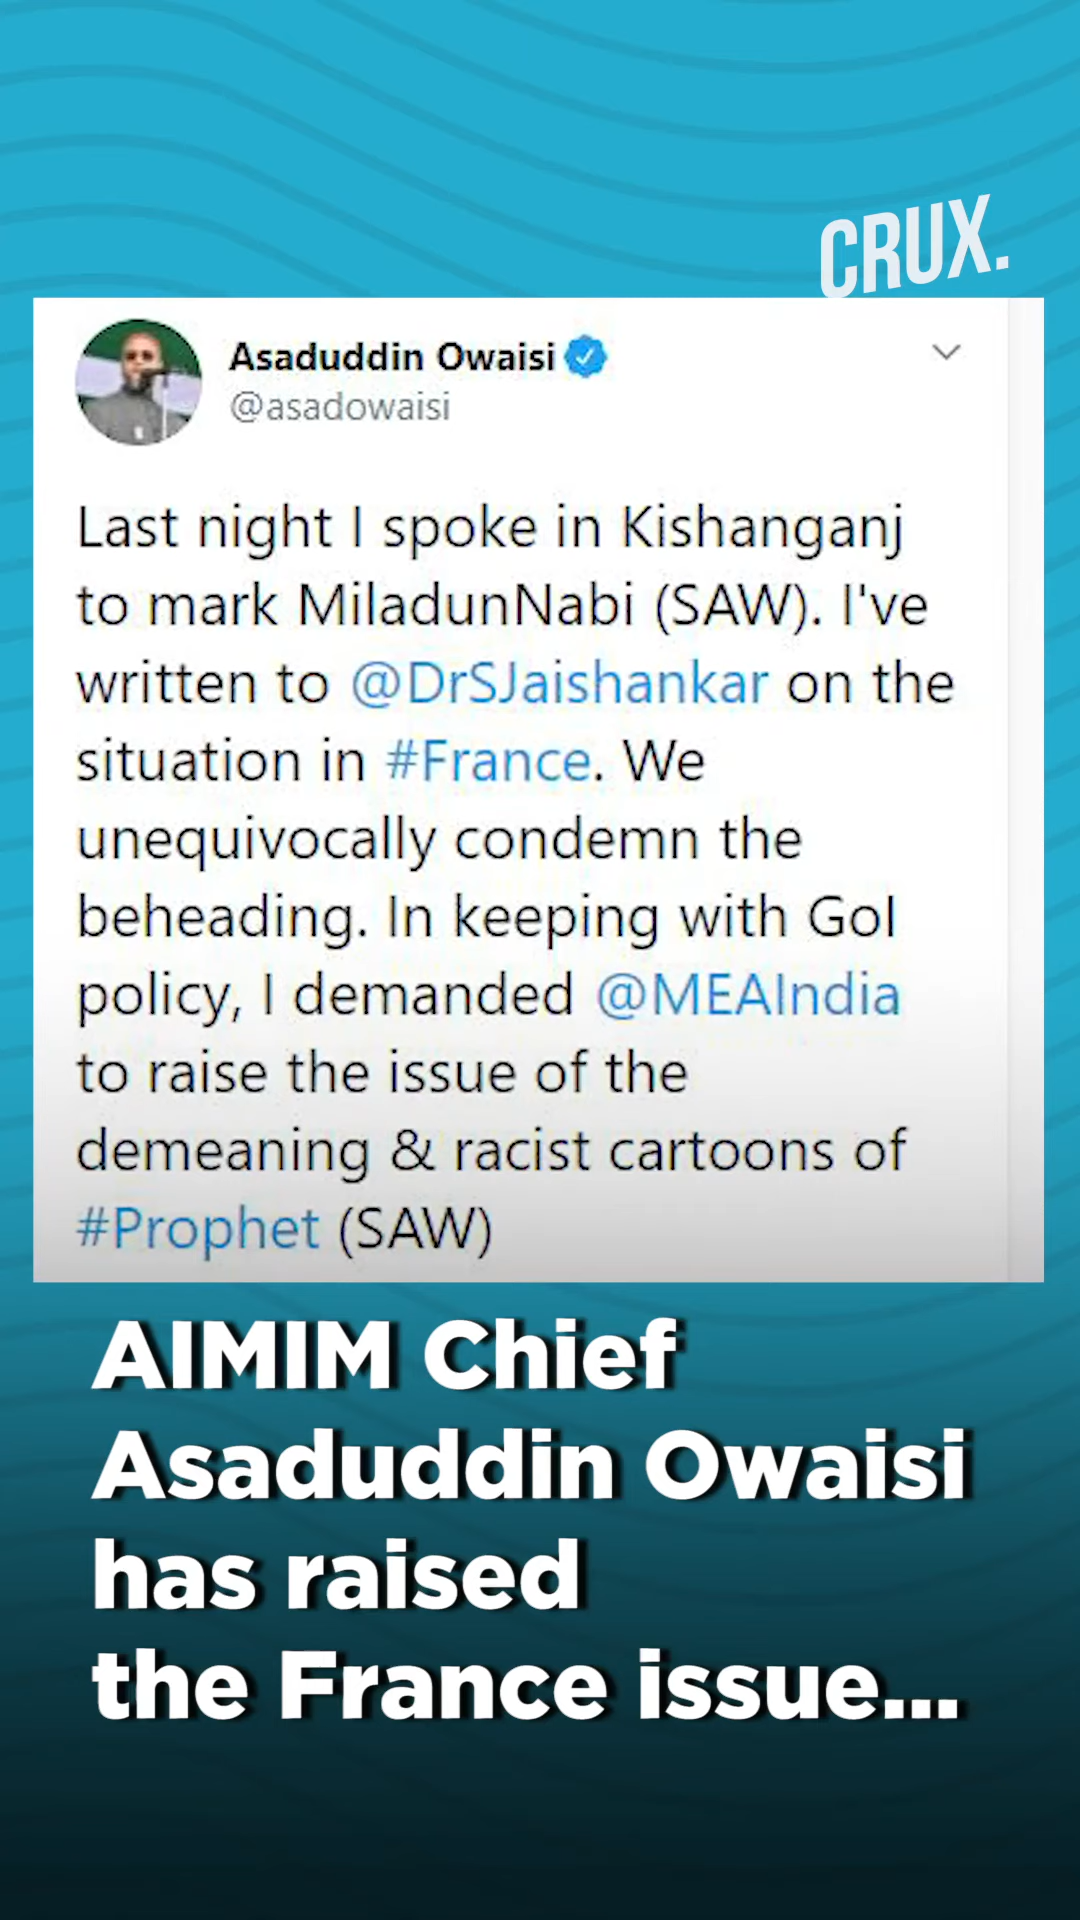 CRUX.
Asaduddin Owaisi
@asadowaisi
Last night I spoke in Kishanganj
to mark MiladunNabi (SAW). I've
written to @DrSJaishankar on the
situation in #France. We
unequivocally condemn the
beheading. In keeping with GoI
policy, I demanded @MEAIndia
to raise the issue of the
demeaning & racist cartoons of
#Prophet (SAW)
AIMIM Chief
Asaduddin Owaisi
has raised
the France issue...